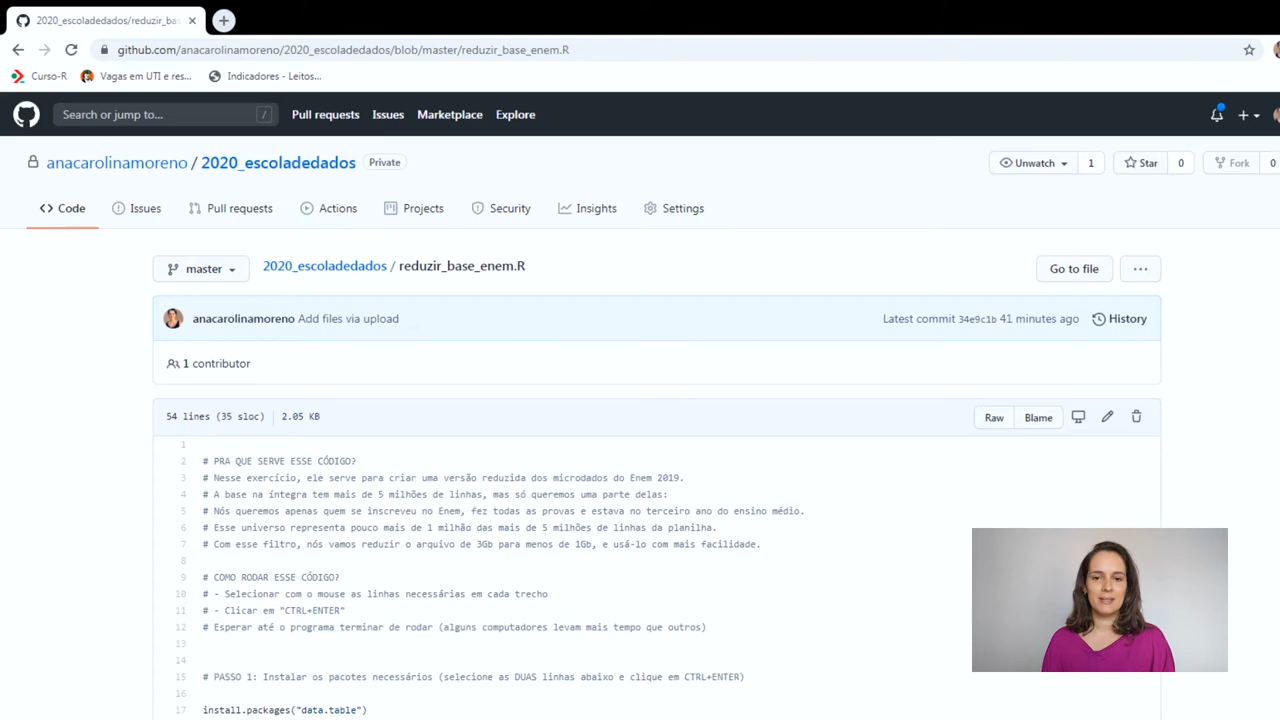 2020_escoladedados/reduzir_bas
github.com/anacarolinamoreno/2020_escoladedados/blob/master/reduzir_base_enem.R
Curso-R
Vagas em UTI e res...
Indicadores - Leitos...
Search or jump to... /
Pull requests
Issues
Marketplace
Explore
anacarolinamoreno / 2020_escoladedados Private
Unwatch 1
Star 0
Fork 0
Code
Issues
Pull requests
Actions
Projects
Security
Insights
Settings
master
2020_escoladedados / reduzir_base_enem.R
Go to file
...
anacarolinamoreno Add files via upload
Latest commit 34e9c1b 41 minutes ago
History
1 contributor
54 lines (35 sloc) 2.05 KB
Raw
Blame
1
2 # PRA QUE SERVE ESSE CÓDIGO?
3 # Nesse exercício, ele serve para criar uma versão reduzida dos microdados do Enem 2019.
4 # A base na íntegra tem mais de 5 milhões de linhas, mas só queremos uma parte delas:
5 # Nós queremos apenas quem se inscreveu no Enem, fez todas as provas e estava no terceiro ano do ensino médio.
6 # Esse universo representa pouco mais de 1 milhão das mais de 5 milhões de linhas da planilha.
7 # Com esse filtro, nós vamos reduzir o arquivo de 3Gb para menos de 1Gb, e usá-lo com mais facilidade.
8
9 # COMO RODAR ESSE CÓDIGO?
10 # - Selecionar com o mouse as linhas necessárias em cada trecho
11 # - Clicar em "CTRL+ENTER"
12 # Esperar até o programa terminar de rodar (alguns computadores levam mais tempo que outros)
13
14
15 # PASSO 1: Instalar os pacotes necessários (selecione as DUAS linhas abaixo e clique em CTRL+ENTER)
16
17 install.packages("data.table")